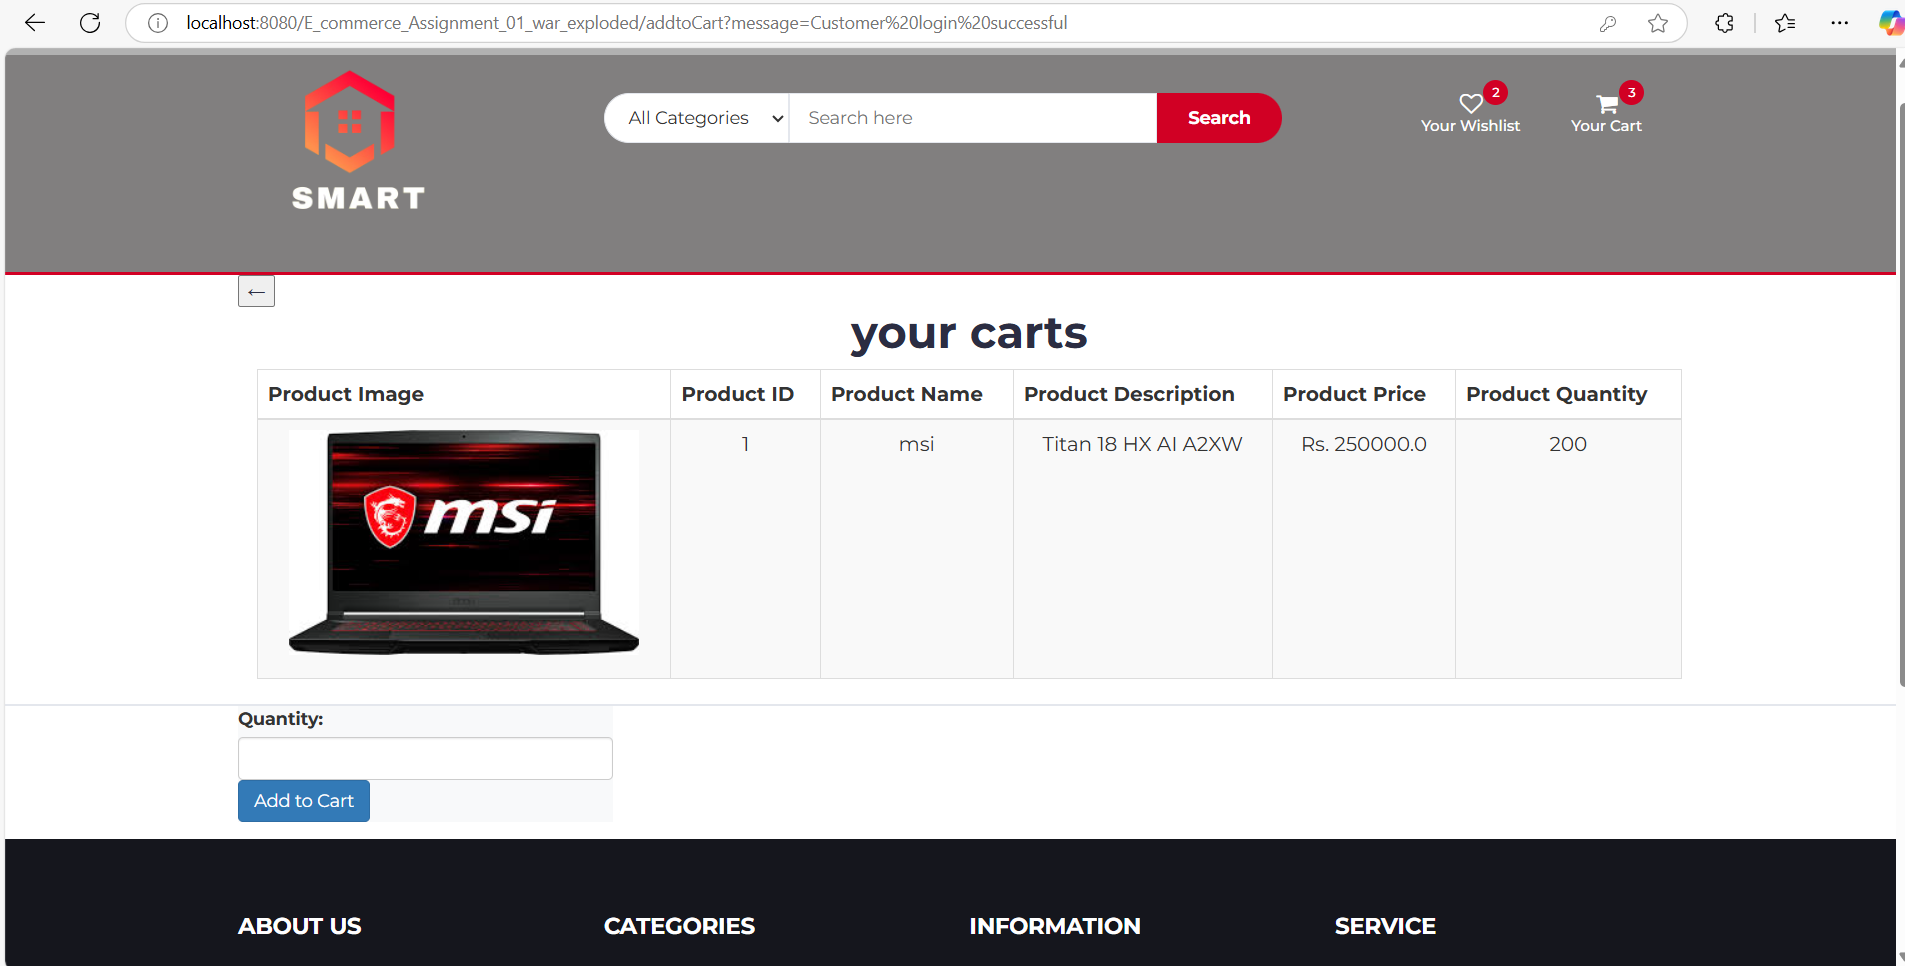 localhost:8080/E_commerce_Assignment_01_war_exploded/addtoCart?message=Customer%20login%20successful
SMART
All Categories
Search here
Search
2
Your Wishlist
3
Your Cart
←
your carts
Product Image Product ID Product Name Product Description Product Price Product Quantity
msi
1 msi Titan 18 HX AI A2XW Rs. 250000.0 200
Quantity:
Add to Cart
ABOUT US CATEGORIES INFORMATION SERVICE